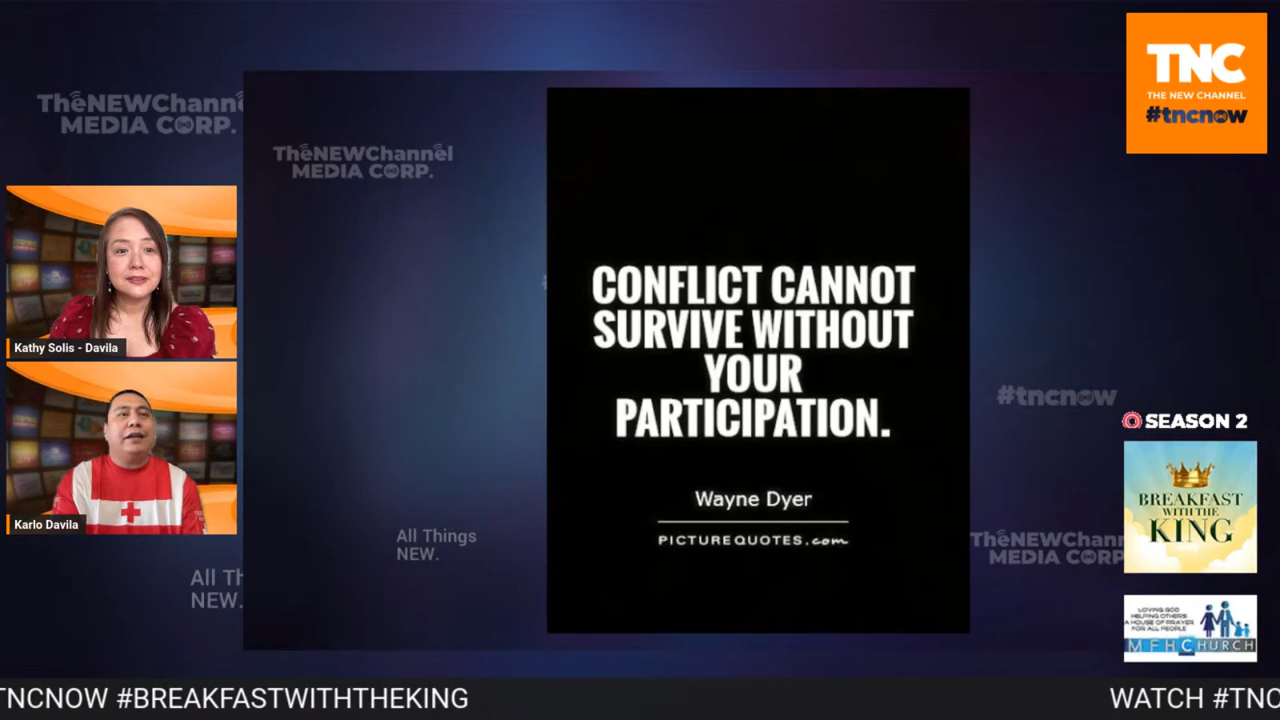 TNC
THE NEW CHANNEL
#tncnow
TheNEWChann
MEDIA CORP.
TheNEWChannel
MEDIA CORP.
CONFLICT CANNOT
SURVIVE WITHOUT
YOUR
PARTICIPATION.
Wayne Dyer
PICTUREQUOTES.com
Kathy Solis - Davila
Karlo Davila
#tncnow
SEASON 2
BREAKFAST
WITH THE
KING
All Things
NEW.
TheNEWChann
MEDIA CORP
All Th
NEW.
LOVING GOD
HELPING OTHERS
A HOUSE OF PRAYER
FOR ALL PEOPLE
MFHCHURCH
TNCNOW #BREAKFASTWITHTHEKING
WATCH #TNC